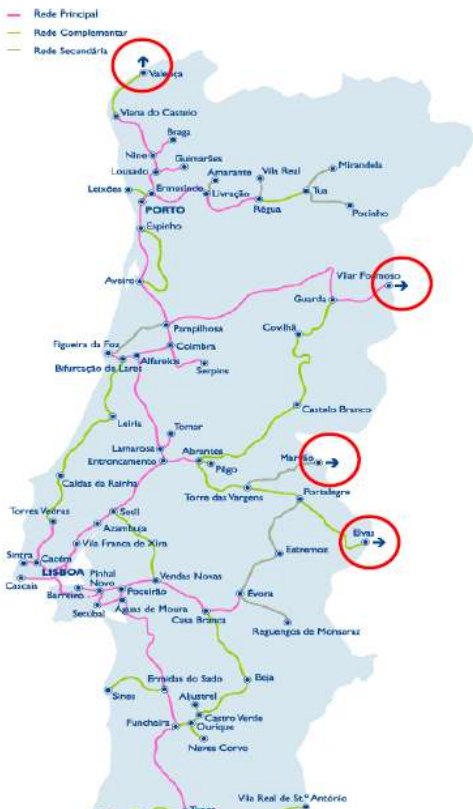 Rede Principal
Rede Complementar
Rede Secundária
Valença
Viana do Castelo
Braga
Nine
Guimarães
Lousado
Amarante
Vila Real
Mirandela
Leixões
Ermesinde
Livração
Tua
PORTO
Régua
Pocinho
Espinho
Vilar Formoso
Aveiro
Guarda
Pampilhosa
Covilhã
Figueira da Foz
Coimbra
Alfarelos
Bifurcação de Lares
Serpins
Castelo Branco
Leiria
Tomar
Lamarosa
Abrantes
Entroncamento
Pêgo
Marvão
Caldas da Rainha
Torre das Vargens
Portalegre
Torres Vedras
Setil
Elvas
Azambuja
Vila Franca de Xira
Estremoz
Sintra
Cacém
LISBOA
Pinhal Novo
Vendas Novas
Cascais
Barreiro
Poceirão
Évora
Setúbal
Águas de Moura
Casa Branca
Reguengos de Monsaraz
Ermidas do Sado
Beja
Sines
Aljustrel
Castro Verde
Funcheira
Ourique
Neves Corvo
Vila Real de St.º António